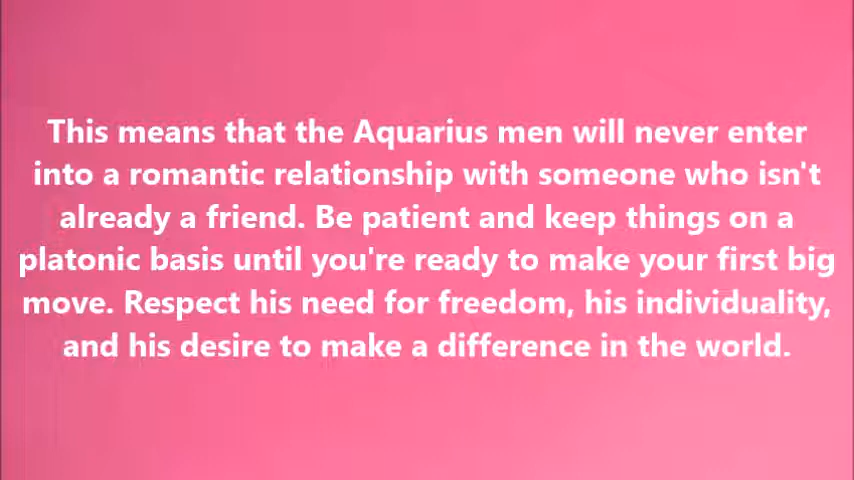 This means that the Aquarius men will never enter
into a romantic relationship with someone who isn't
already a friend. Be patient and keep things on a
platonic basis until you're ready to make your first big
move. Respect his need for freedom, his individuality,
and his desire to make a difference in the world.